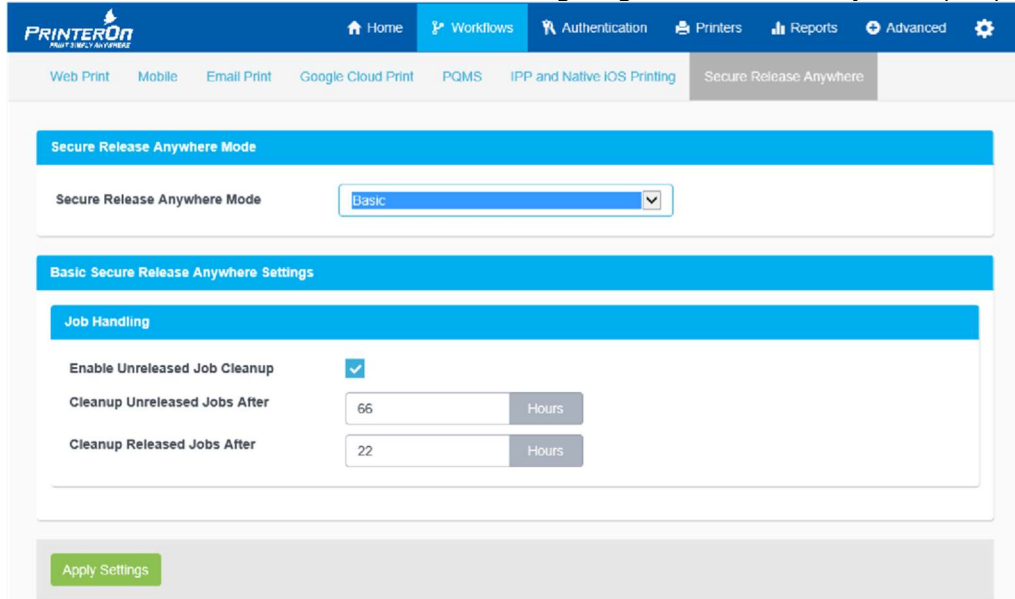 PRINTERON Home Workflows Authentication Printers Reports Advanced
PRINT SIMPLY ANYWHERE
Web Print Mobile Email Print Google Cloud Print PQMS IPP and Native iOS Printing Secure Release Anywhere
Secure Release Anywhere Mode
Secure Release Anywhere Mode Basic
Basic Secure Release Anywhere Settings
Job Handling
Enable Unreleased Job Cleanup
Cleanup Unreleased Jobs After 66 Hours
Cleanup Released Jobs After 22 Hours
Apply Settings